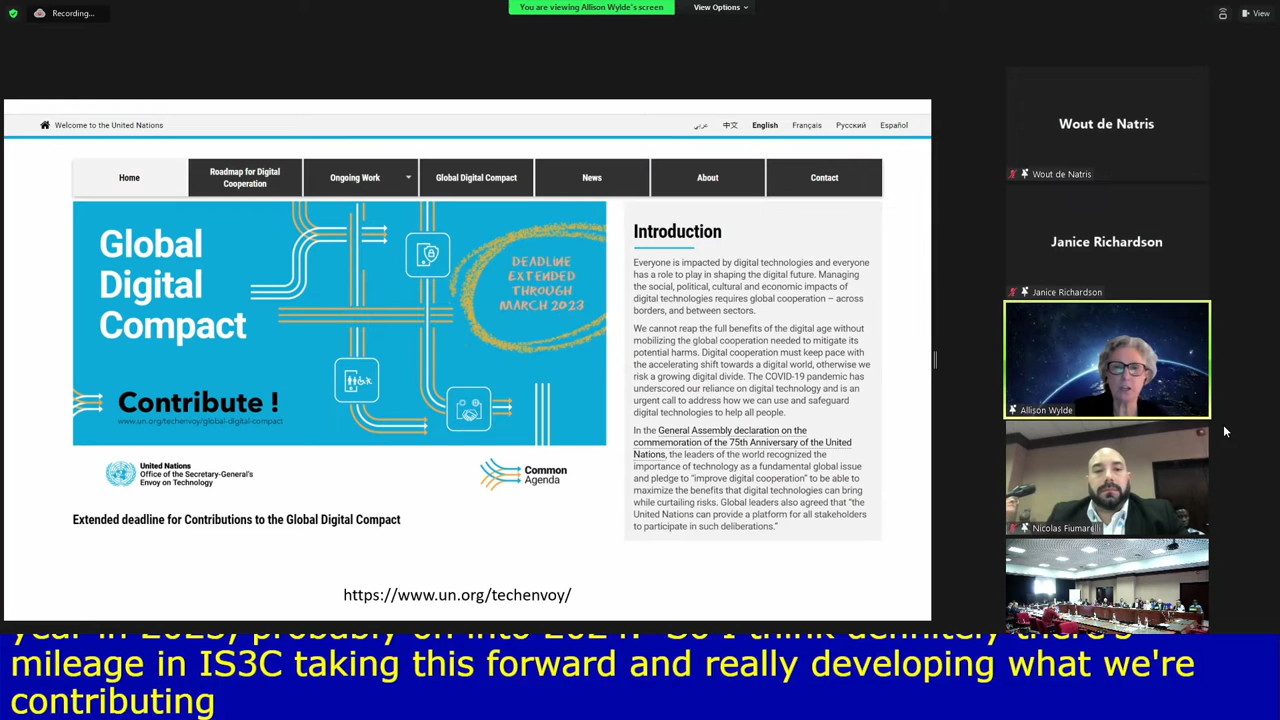 Recording...
You are viewing Allison Wylde's screen
View Options
View
Welcome to the United Nations
عربي
中文
English
Français
Русский
Español
Home
Roadmap for Digital
Cooperation
Ongoing Work
Global Digital Compact
News
About
Contact
Global
Digital
Compact
DEADLINE
EXTENDED
THROUGH
MARCH 2023
Contribute !
www.un.org/techenvoy/global-digital-compact
United Nations
Office of the Secretary-General's
Envoy on Technology
Common
Agenda
Extended deadline for Contributions to the Global Digital Compact
Introduction
Everyone is impacted by digital technologies and everyone
has a role to play in shaping the digital future. Managing
the social, political, cultural and economic impacts of
digital technologies requires global cooperation – across
borders, and between sectors.
We cannot reap the full benefits of the digital age without
mobilizing the global cooperation needed to mitigate its
potential harms. Digital cooperation must keep pace with
the accelerating shift towards a digital world, otherwise we
risk a growing digital divide. The COVID-19 pandemic has
underscored our reliance on digital technology and is an
urgent call to address how we can use and safeguard
digital technologies to help all people.
In the General Assembly declaration on the
commemoration of the 75th Anniversary of the United
Nations, the leaders of the world recognized the
importance of technology as a fundamental global issue
and pledge to “improve digital cooperation” to be able to
maximize the benefits that digital technologies can bring
while curtailing risks. Global leaders also agreed that “the
United Nations can provide a platform for all stakeholders
to participate in such deliberations.”
https://www.un.org/techenvoy/
Wout de Natris
Wout de Natris
Janice Richardson
Janice Richardson
Allison Wylde
Nicolas Fiumarelli
year in 2023, probably on into 2024. So I think definitely there's
mileage in IS3C taking this forward and really developing what we're
contributing